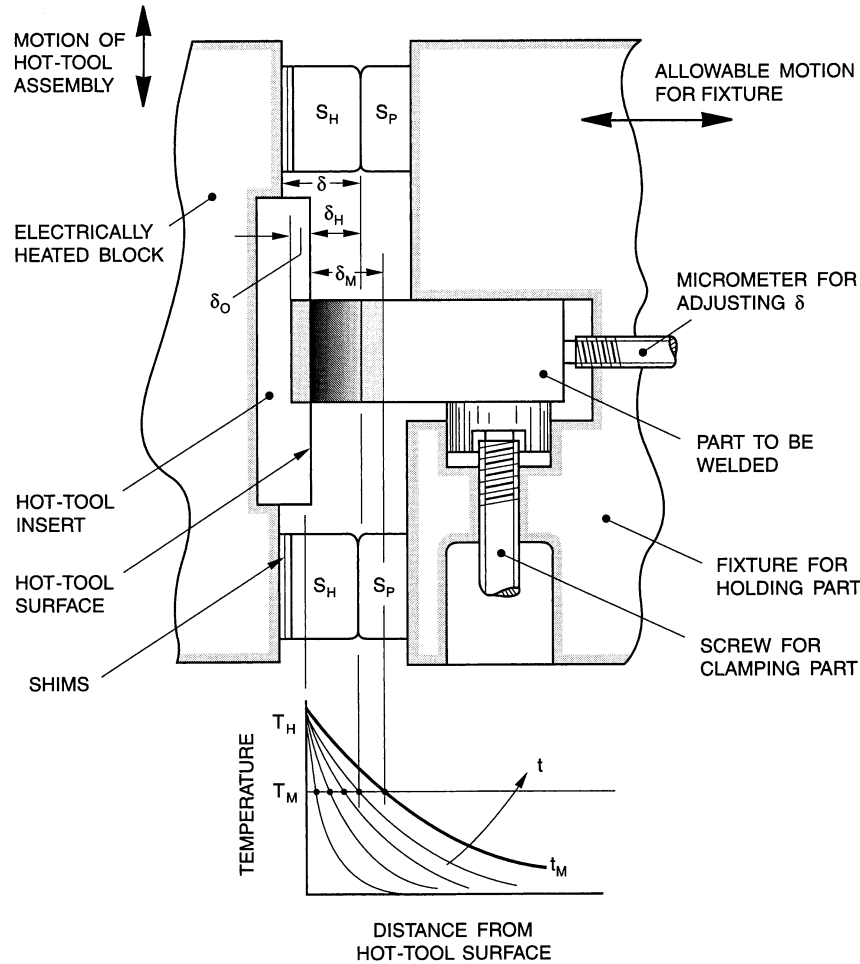 MOTION OF
HOT-TOOL
ASSEMBLY
S_H
S_P
ALLOWABLE MOTION
FOR FIXTURE
δ
δ_H
δ_M
δ_O
ELECTRICALLY
HEATED BLOCK
MICROMETER FOR
ADJUSTING δ
PART TO BE
WELDED
HOT-TOOL
INSERT
HOT-TOOL
SURFACE
SHIMS
S_H
S_P
FIXTURE FOR
HOLDING PART
SCREW FOR
CLAMPING PART
T_H
T_M
TEMPERATURE
t
t_M
DISTANCE FROM
HOT-TOOL SURFACE